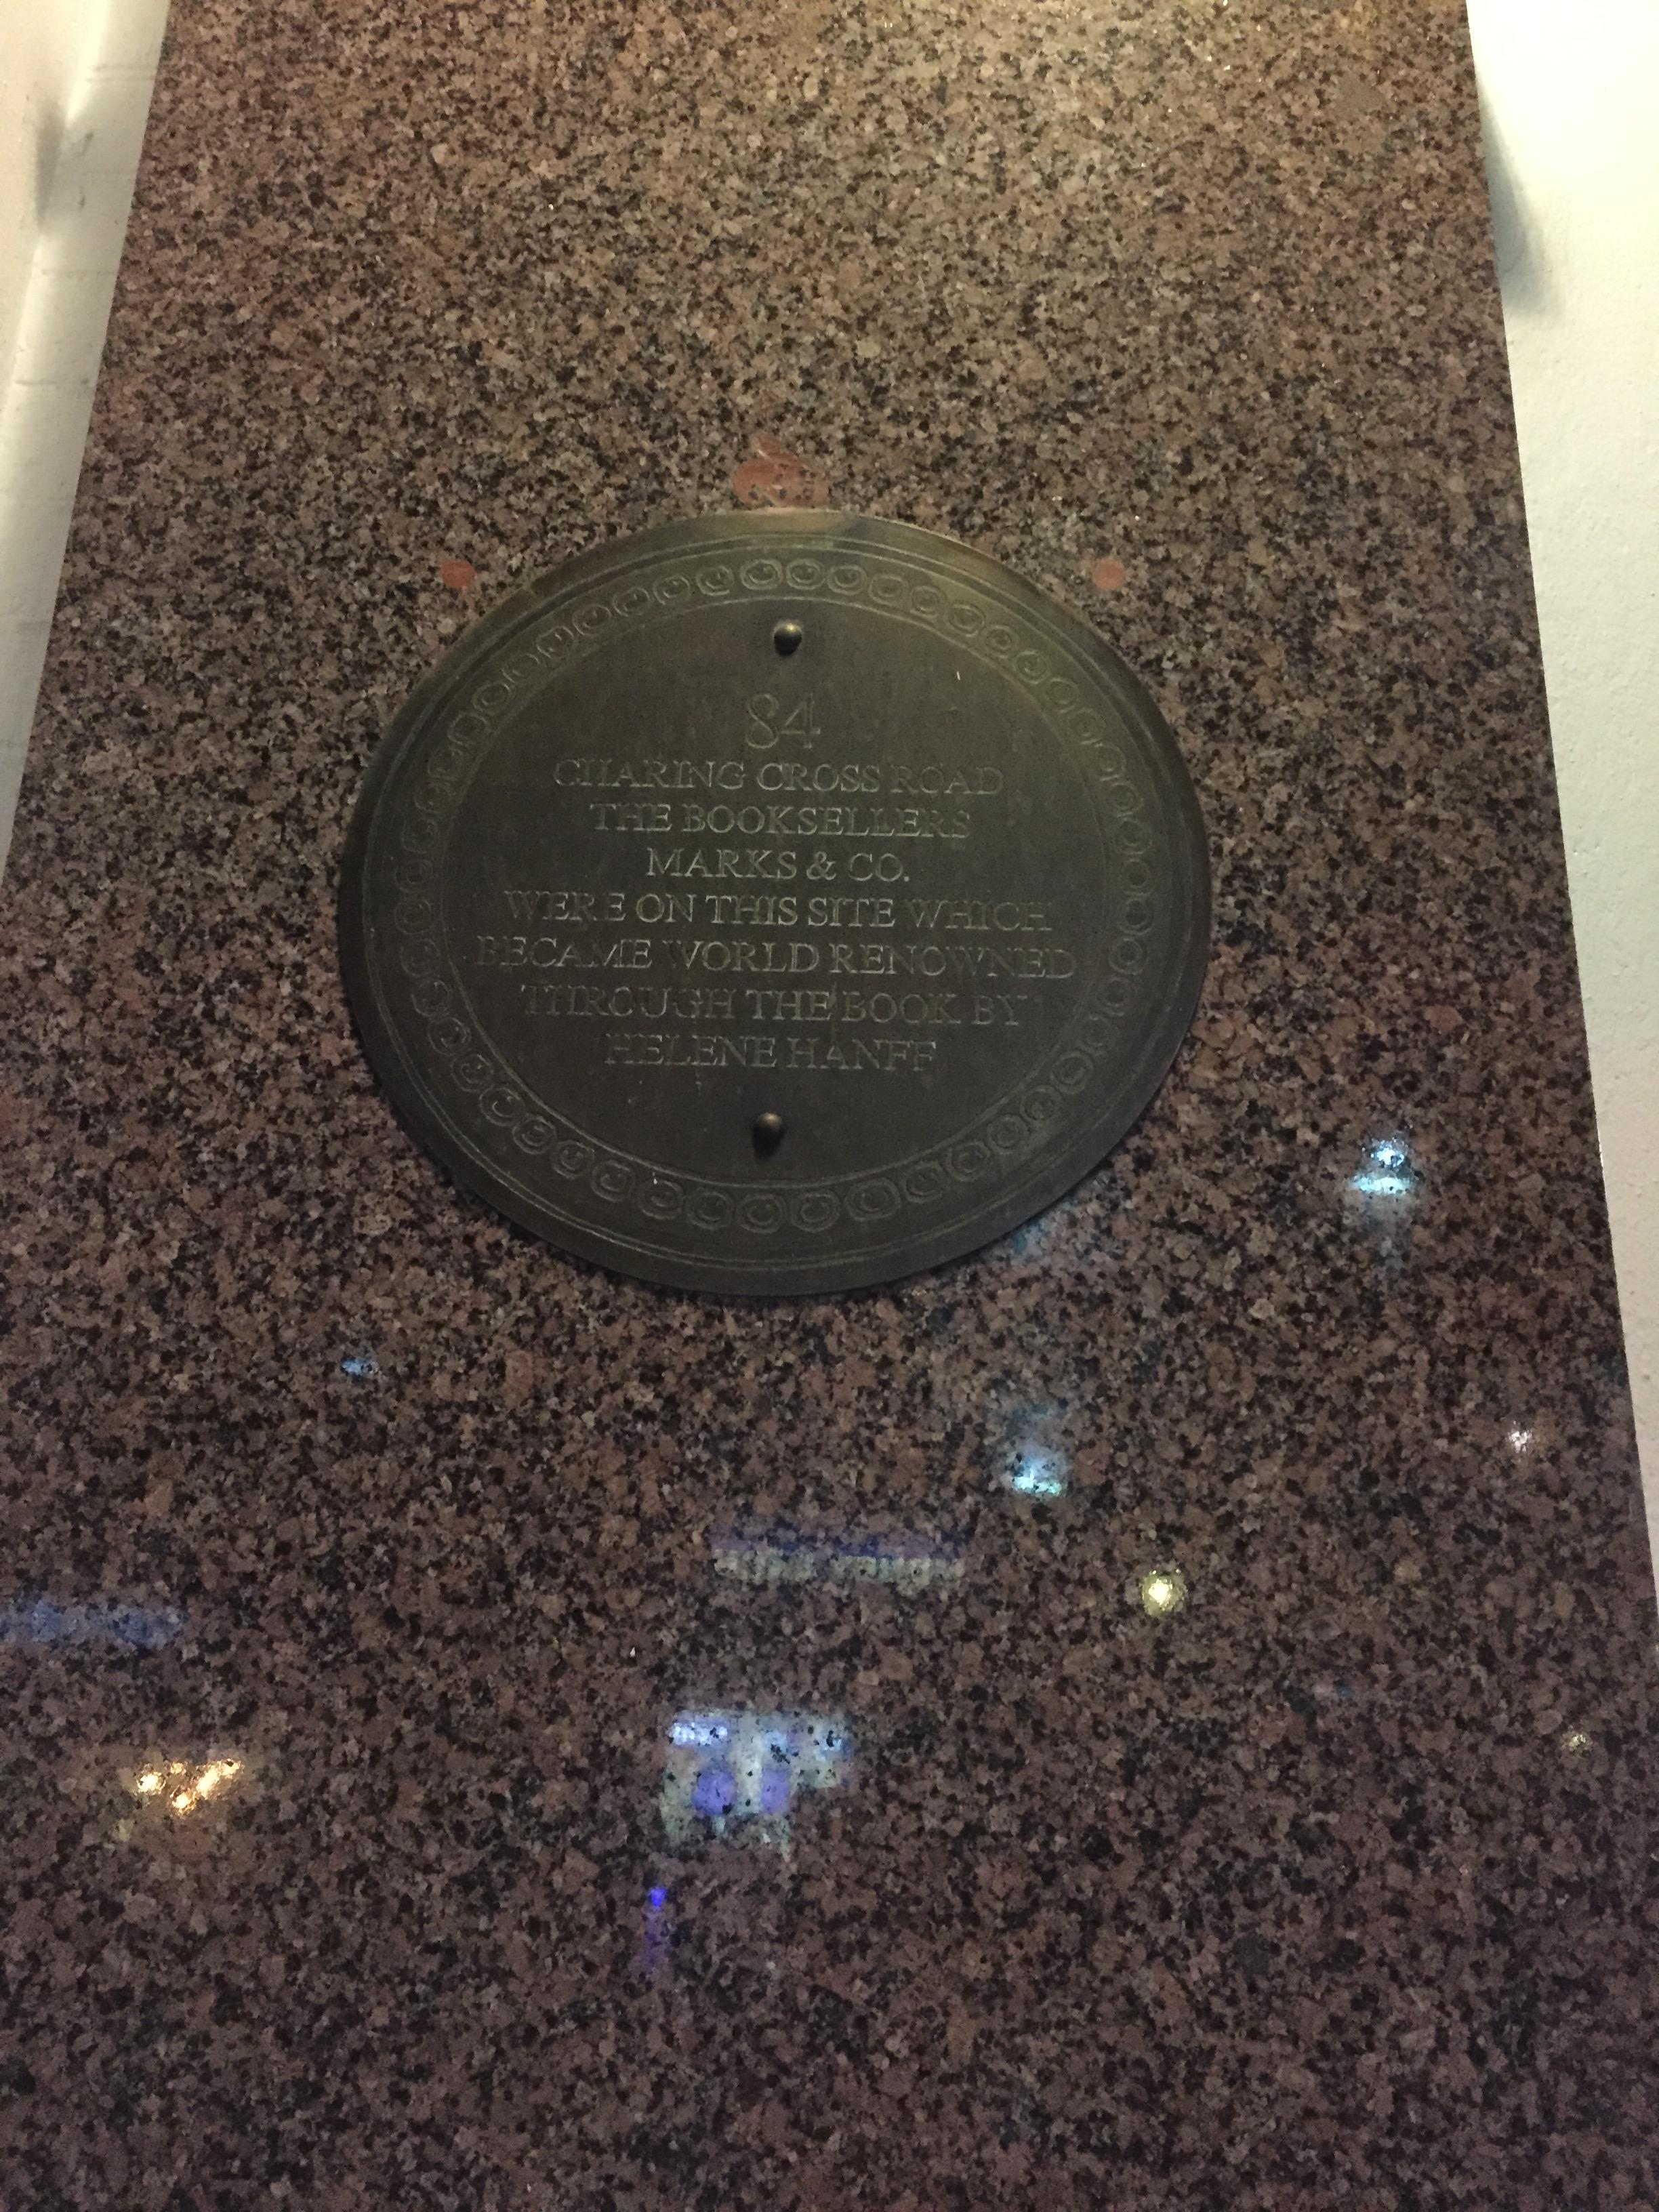 84
CHARING CROSS ROAD
THE BOOKSELLERS
MARKS & CO.
WERE ON THIS SITE WHICH
BECAME WORLD RENOWNED
THROUGH THE BOOK BY
HELENE HANFF